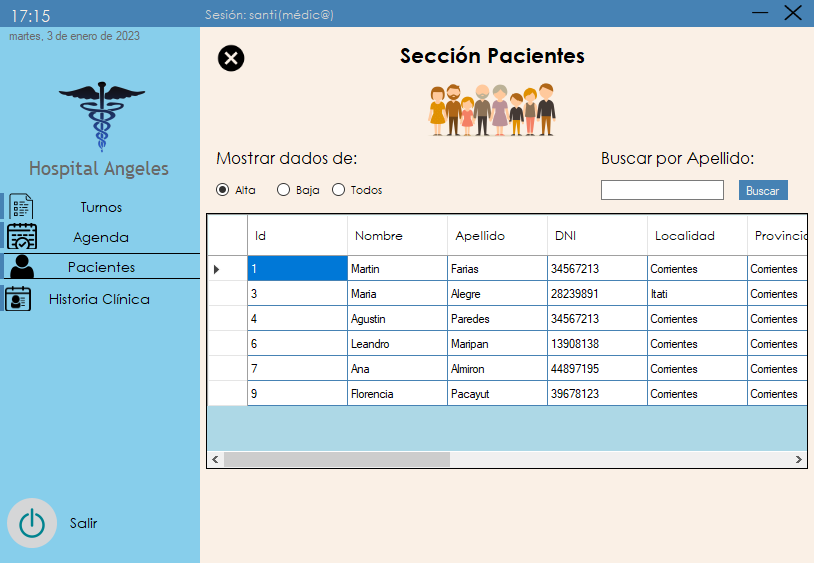 17:15
Sesión: santi(médic@)
martes, 3 de enero de 2023
Hospital Angeles
Turnos
Agenda
Pacientes
Historia Clínica
Salir
Sección Pacientes
Mostrar dados de:
Buscar por Apellido:
Alta Baja Todos
Buscar
Id Nombre Apellido DNI Localidad Provincia
1 Martin Farias 34567213 Corrientes Corrientes
3 Maria Alegre 28239891 Itati Corrientes
4 Agustin Paredes 34567213 Corrientes Corrientes
6 Leandro Maripan 13908138 Corrientes Corrientes
7 Ana Almiron 44897195 Corrientes Corrientes
9 Florencia Pacayut 39678123 Corrientes Corrientes